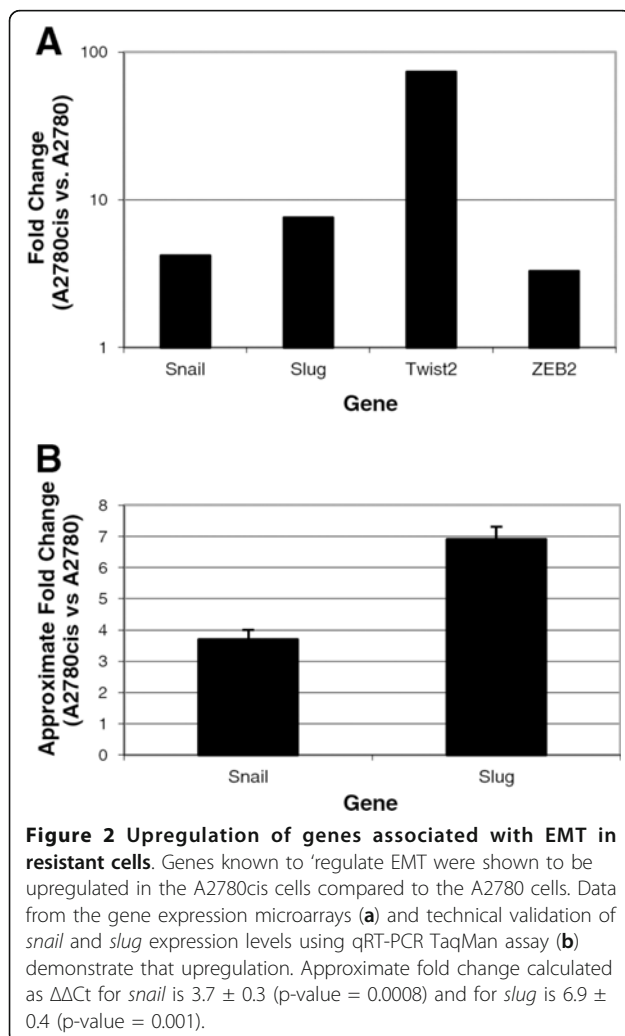 A
Fold Change
(A2780cis vs. A2780)
100
10
1
Snail Slug Twist2 ZEB2
Gene
B
Approximate Fold Change
(A2780cis vs A2780)
8
7
6
5
4
3
2
1
0
Snail Slug
Gene
Figure 2 Upregulation of genes associated with EMT in
resistant cells. Genes known to ‘regulate EMT were shown to be
upregulated in the A2780cis cells compared to the A2780 cells. Data
from the gene expression microarrays (a) and technical validation of
snail and slug expression levels using qRT-PCR TaqMan assay (b)
demonstrate that upregulation. Approximate fold change calculated
as ΔΔCt for snail is 3.7 ± 0.3 (p-value = 0.0008) and for slug is 6.9 ±
0.4 (p-value = 0.001).